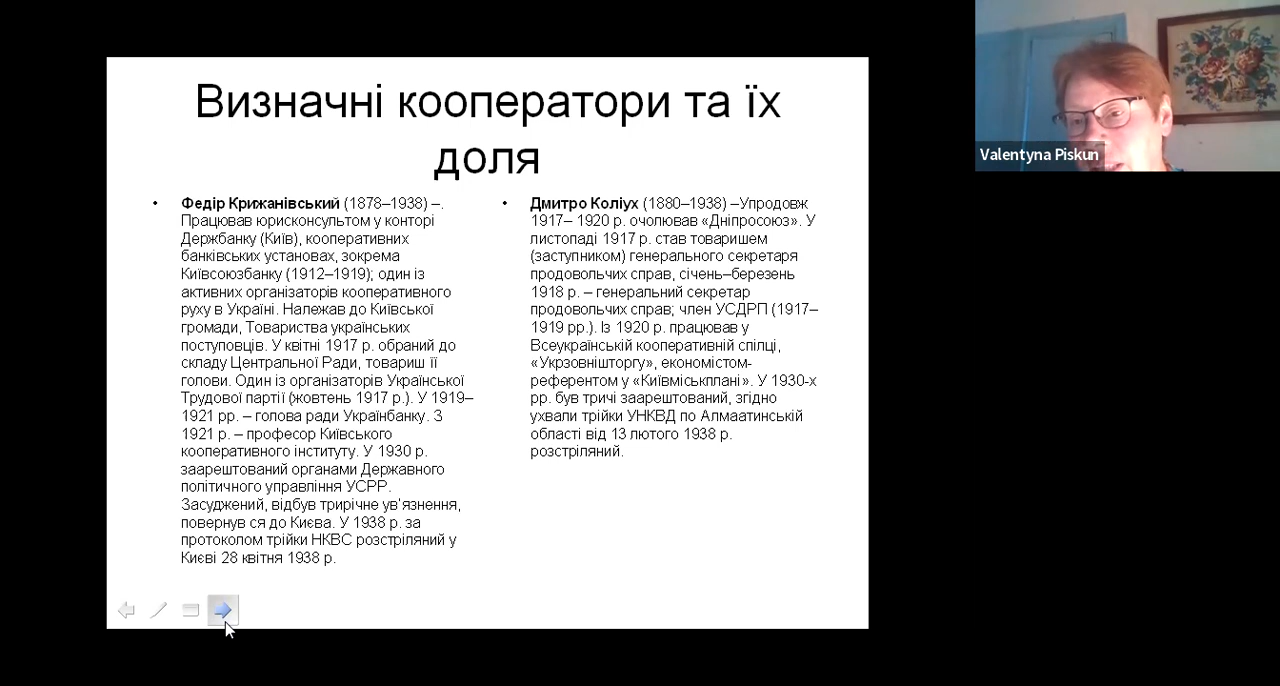 Визначні кооператори та їх
доля
• Федір Крижанівський (1878–1938) –.
Працював юрисконсультом у конторі
Держбанку (Київ), кооперативних
банківських установах, зокрема
Київсоюзбанку (1912–1919); один із
активних організаторів кооперативного
руху в Україні. Належав до Київської
громади, Товариства українських
поступовців. У квітні 1917 р. обраний до
складу Центральної Ради, товариш її
голови. Один із організаторів Української
Трудової партії (жовтень 1917 р.). У 1919–
1921 рр. – голова ради Українбанку. З
1921 р. – професор Київського
кооперативного інституту. У 1930 р.
заарештований органами Державного
політичного управління УСРР.
Засуджений, відбув трирічне ув’язнення,
повернув ся до Києва. У 1938 р. за
протоколом трійки НКВС розстріляний у
Києві 28 квітня 1938 р.
• Дмитро Коліух (1880–1938) –Упродовж
1917– 1920 р. очолював «Дніпросоюз». У
листопаді 1917 р. став товаришем
(заступником) генерального секретаря
продовольчих справ, січень–березень
1918 р. – генеральний секретар
продовольчих справ; член УСДРП (1917–
1919 рр.). Із 1920 р. працював у
Всеукраїнській кооперативній спілці,
«Укрзовнішторгу», економістом-
референтом у «Київміськплані». У 1930-х
рр. був тричі заарештований, згідно
ухвали трійки УНКВД по Алмаатинській
області від 13 лютого 1938 р.
розстріляний.
Valentyna Piskun